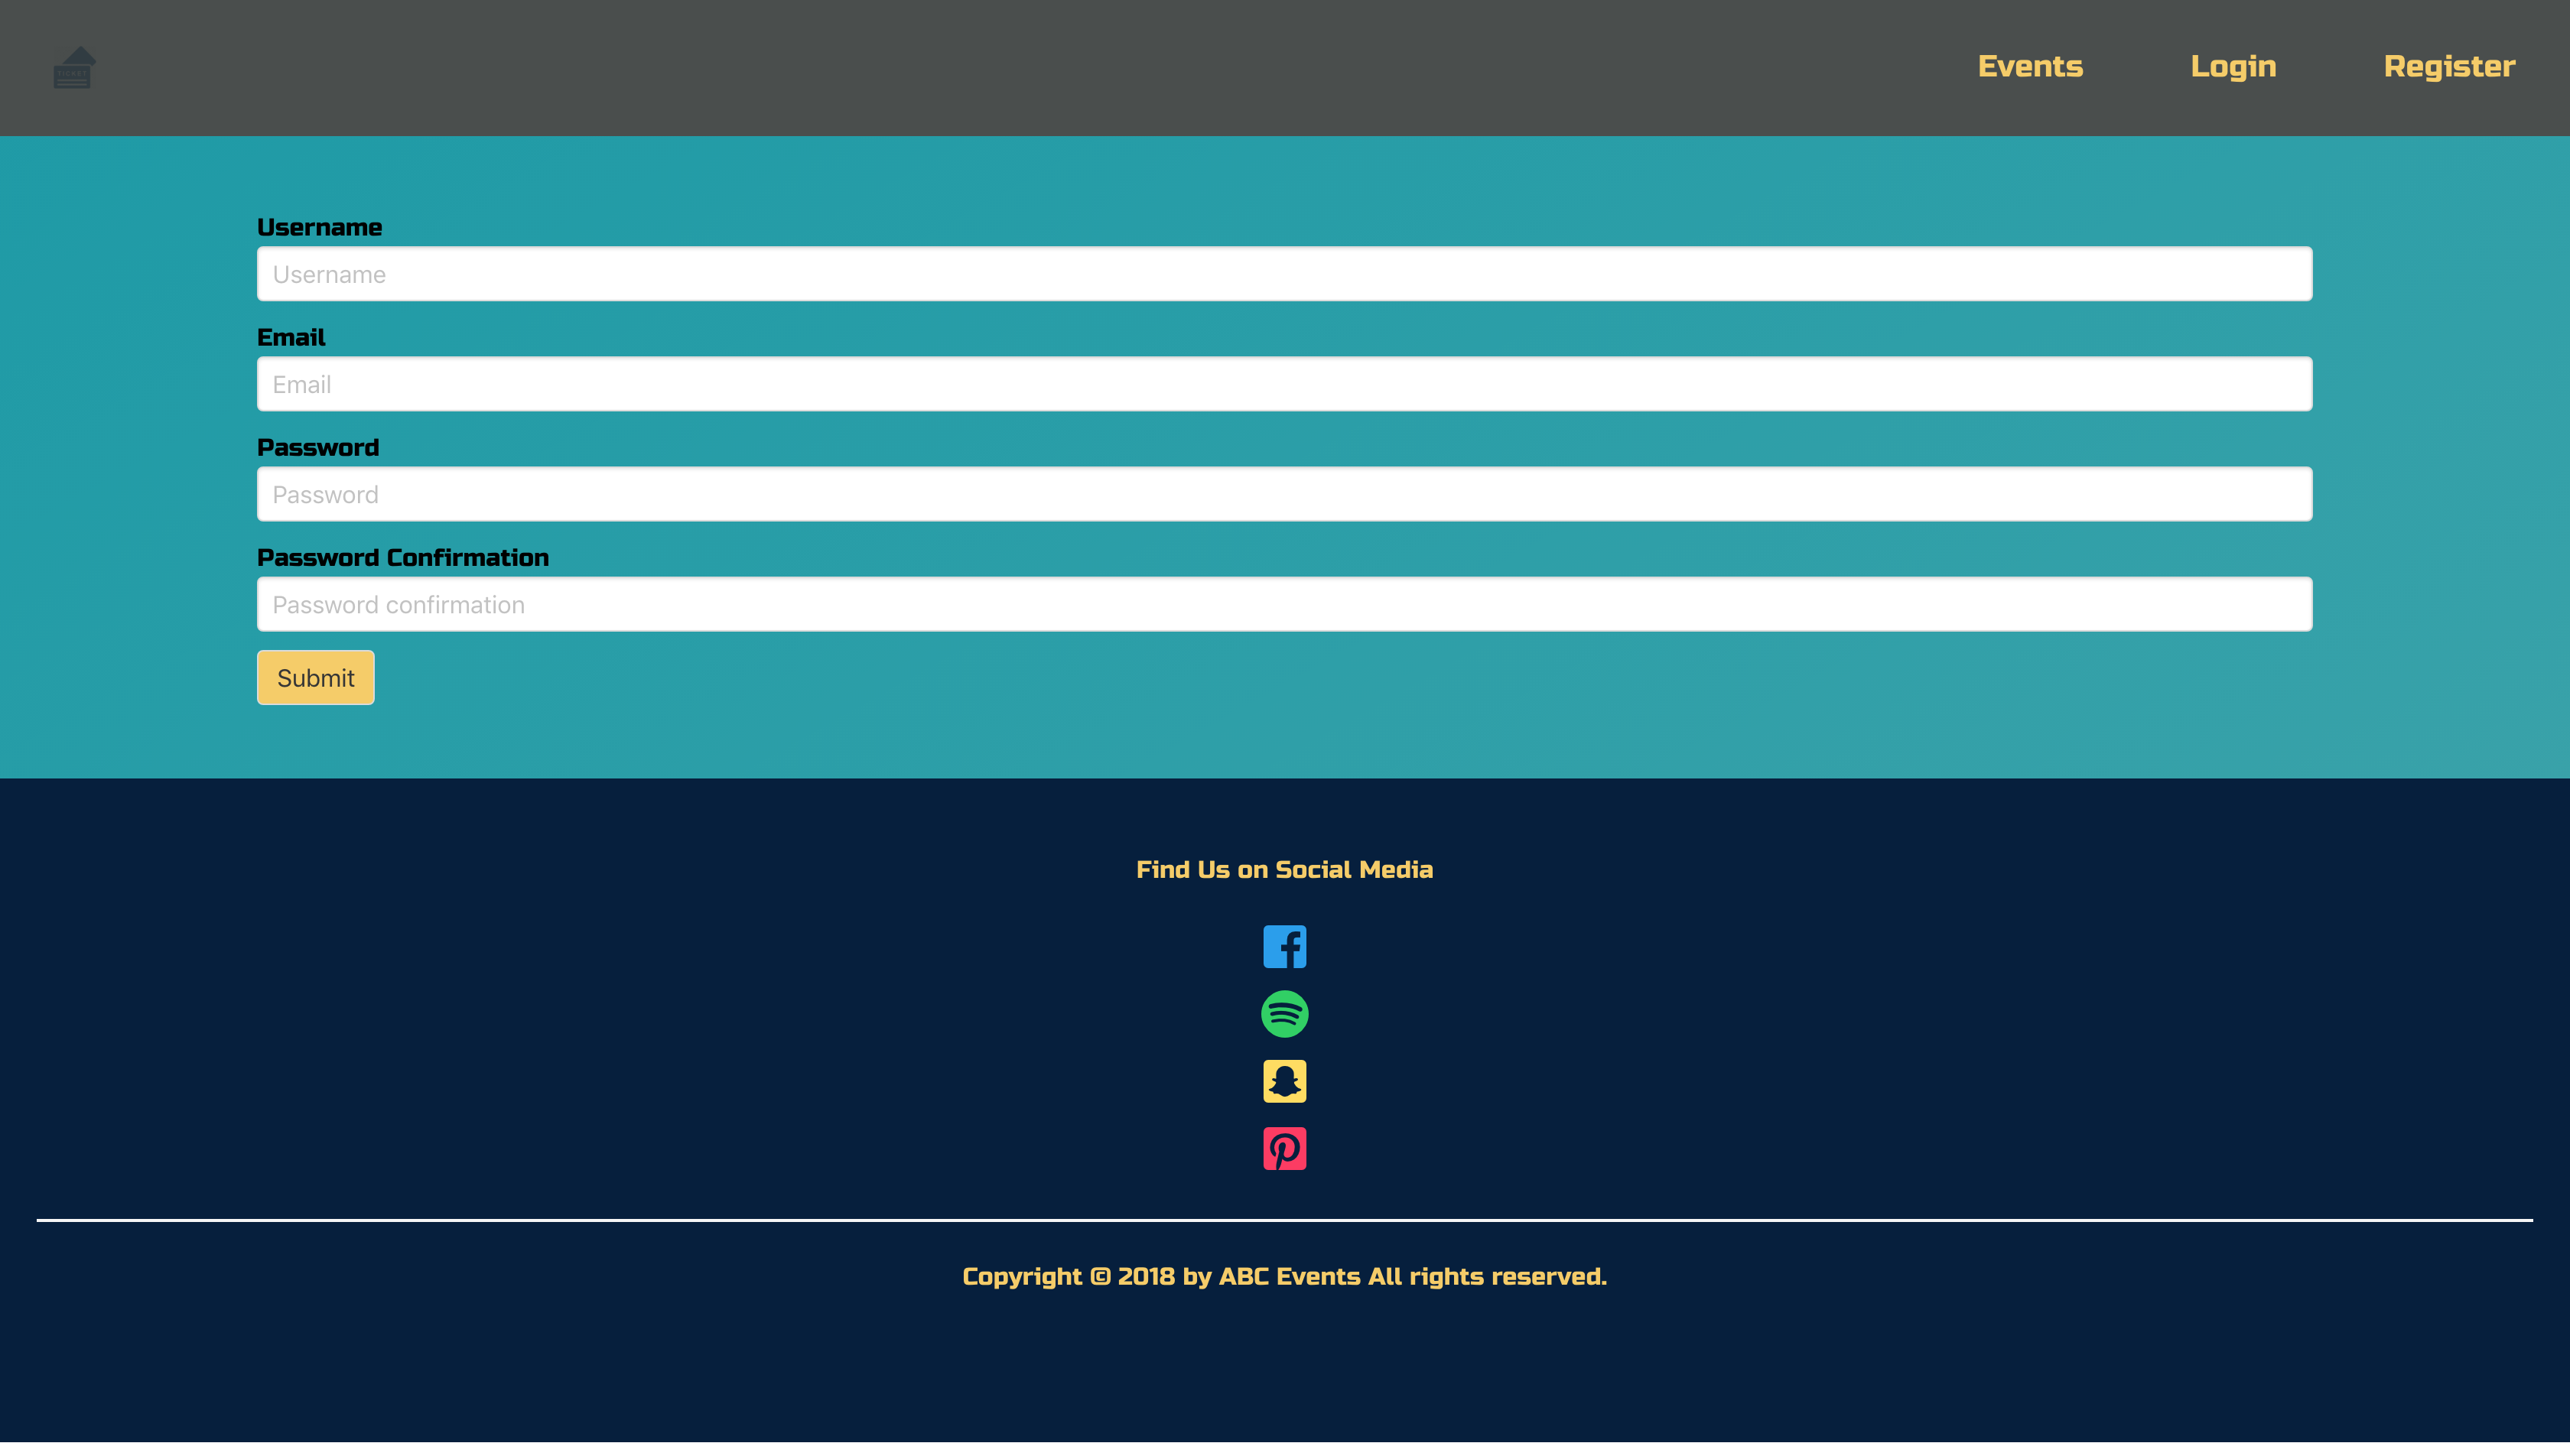 TICKET
Events Login Register
Username
Username
Email
Email
Password
Password
Password Confirmation
Password confirmation
Submit
Find Us on Social Media
Copyright © 2018 by ABC Events All rights reserved.